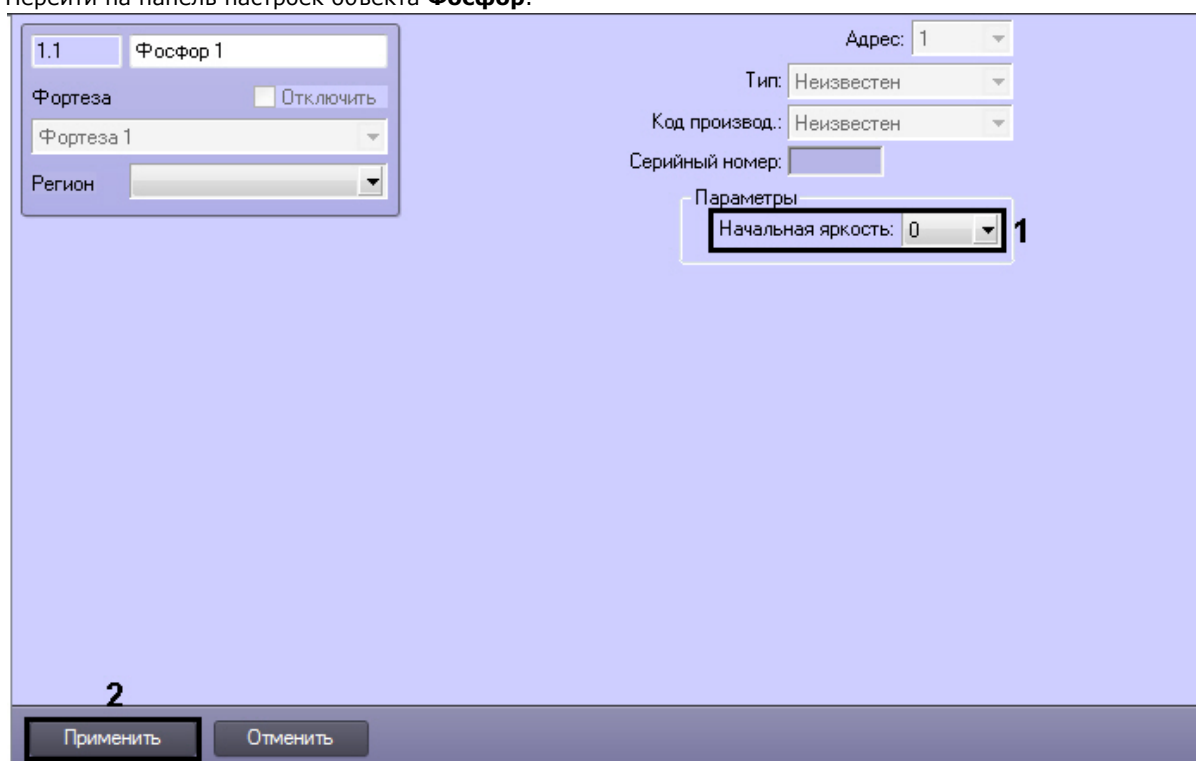 Перейти на панель настроек объекта Фосфор.
1.1 Фосфор 1
Фортеза Отключить
Фортеза 1
Регион
Адрес: 1
Тип: Неизвестен
Код производ.: Неизвестен
Серийный номер:
Параметры
Начальная яркость: 0 1
2
Применить Отменить